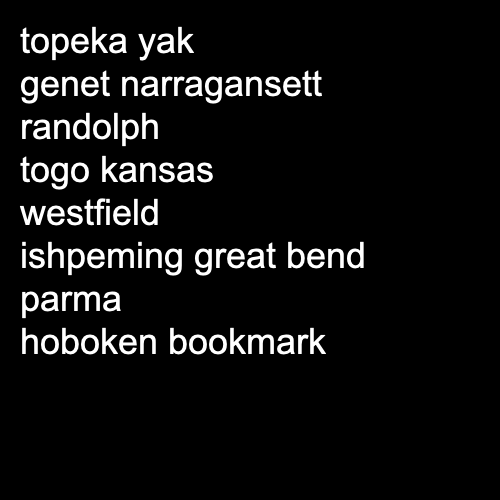 topeka yak
genet narragansett
randolph
togo kansas
westfield
ishpeming great bend
parma
hoboken bookmark